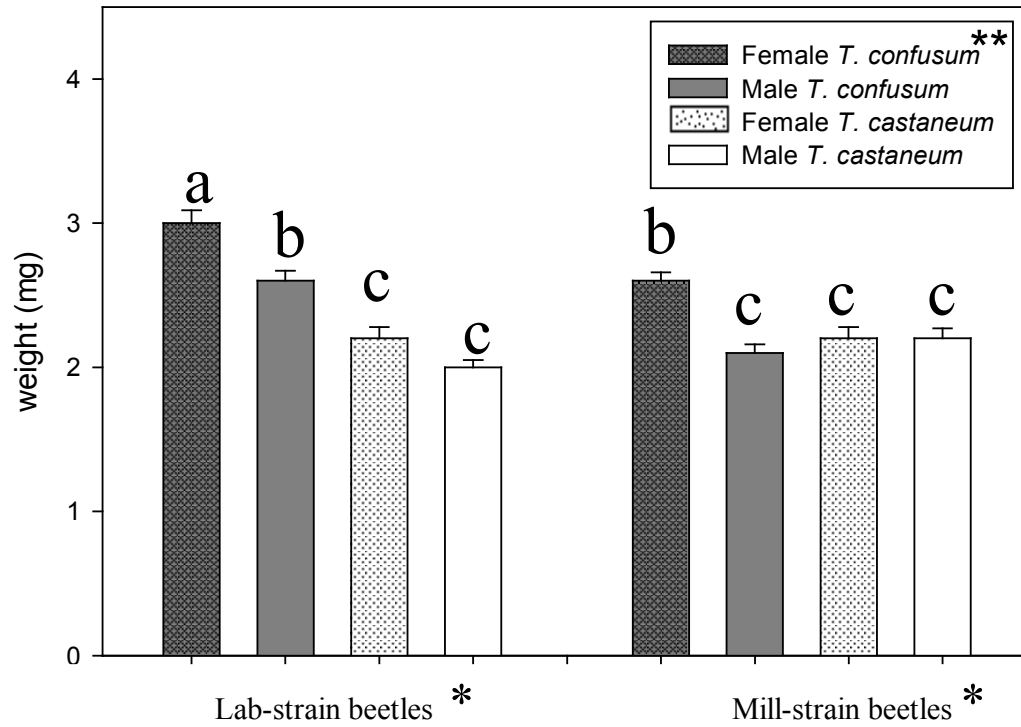 **
Female T. confusum
Male T. confusum
Female T. castaneum
Male T. castaneum
weight (mg)
4
3
2
1
0
a
b
c
c
b
c
c
c
Lab-strain beetles *
Mill-strain beetles *